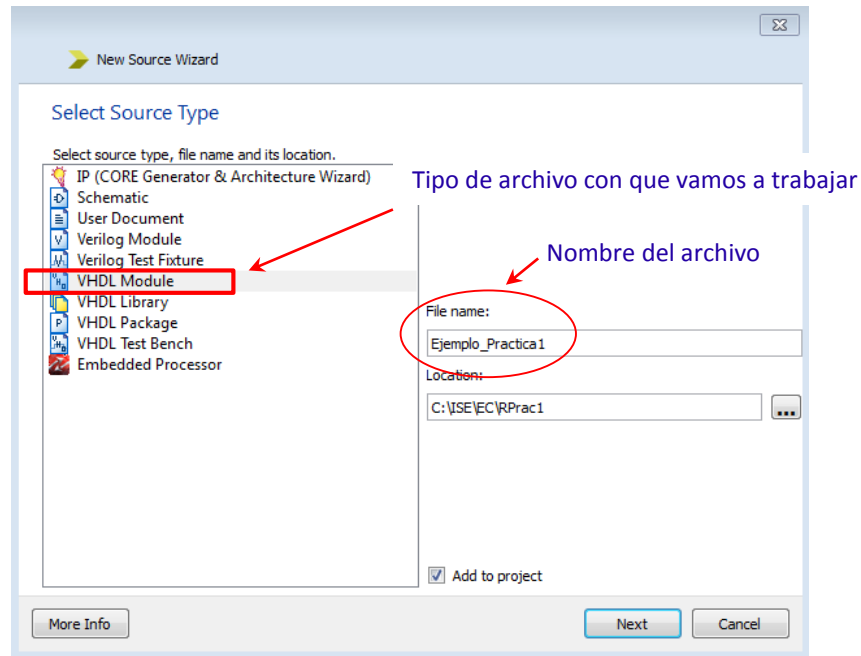 New Source Wizard
Select Source Type
Select source type, file name and its location.
IP (CORE Generator & Architecture Wizard)
Schematic
User Document
Verilog Module
Verilog Test Fixture
VHDL Module
VHDL Library
VHDL Package
VHDL Test Bench
Embedded Processor
Tipo de archivo con que vamos a trabajar
Nombre del archivo
File name:
Ejemplo_Practica1
Location:
C:\ISE\EC\RPrac1
...
Add to project
More Info
Next
Cancel